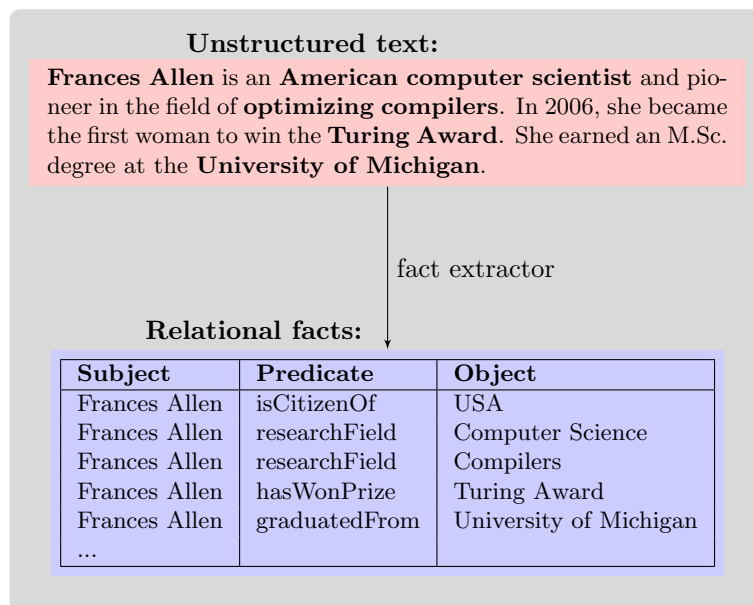 Unstructured text:
Frances Allen is an American computer scientist and pio-
neer in the field of optimizing compilers. In 2006, she became
the first woman to win the Turing Award. She earned an M.Sc.
degree at the University of Michigan.
fact extractor
Relational facts:
Subject Predicate Object
Frances Allen isCitizenOf USA
Frances Allen researchField Computer Science
Frances Allen researchField Compilers
Frances Allen hasWonPrize Turing Award
Frances Allen graduatedFrom University of Michigan
...